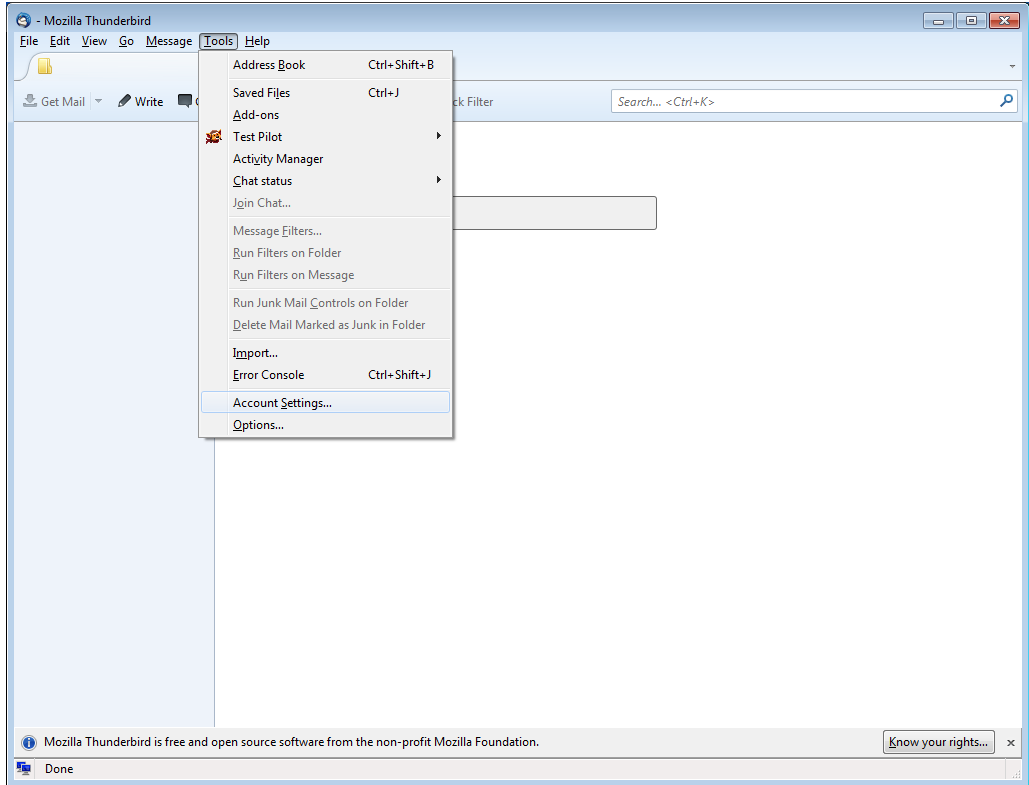 - Mozilla Thunderbird
File Edit View Go Message Tools Help
Get Mail Write ck Filter Search... <Ctrl+K>
Address Book Ctrl+Shift+B
Saved Files Ctrl+J
Add-ons
Test Pilot
Activity Manager
Chat status
Join Chat...
Message Filters...
Run Filters on Folder
Run Filters on Message
Run Junk Mail Controls on Folder
Delete Mail Marked as Junk in Folder
Import...
Error Console Ctrl+Shift+J
Account Settings...
Options...
Mozilla Thunderbird is free and open source software from the non-profit Mozilla Foundation. Know your rights...
Done